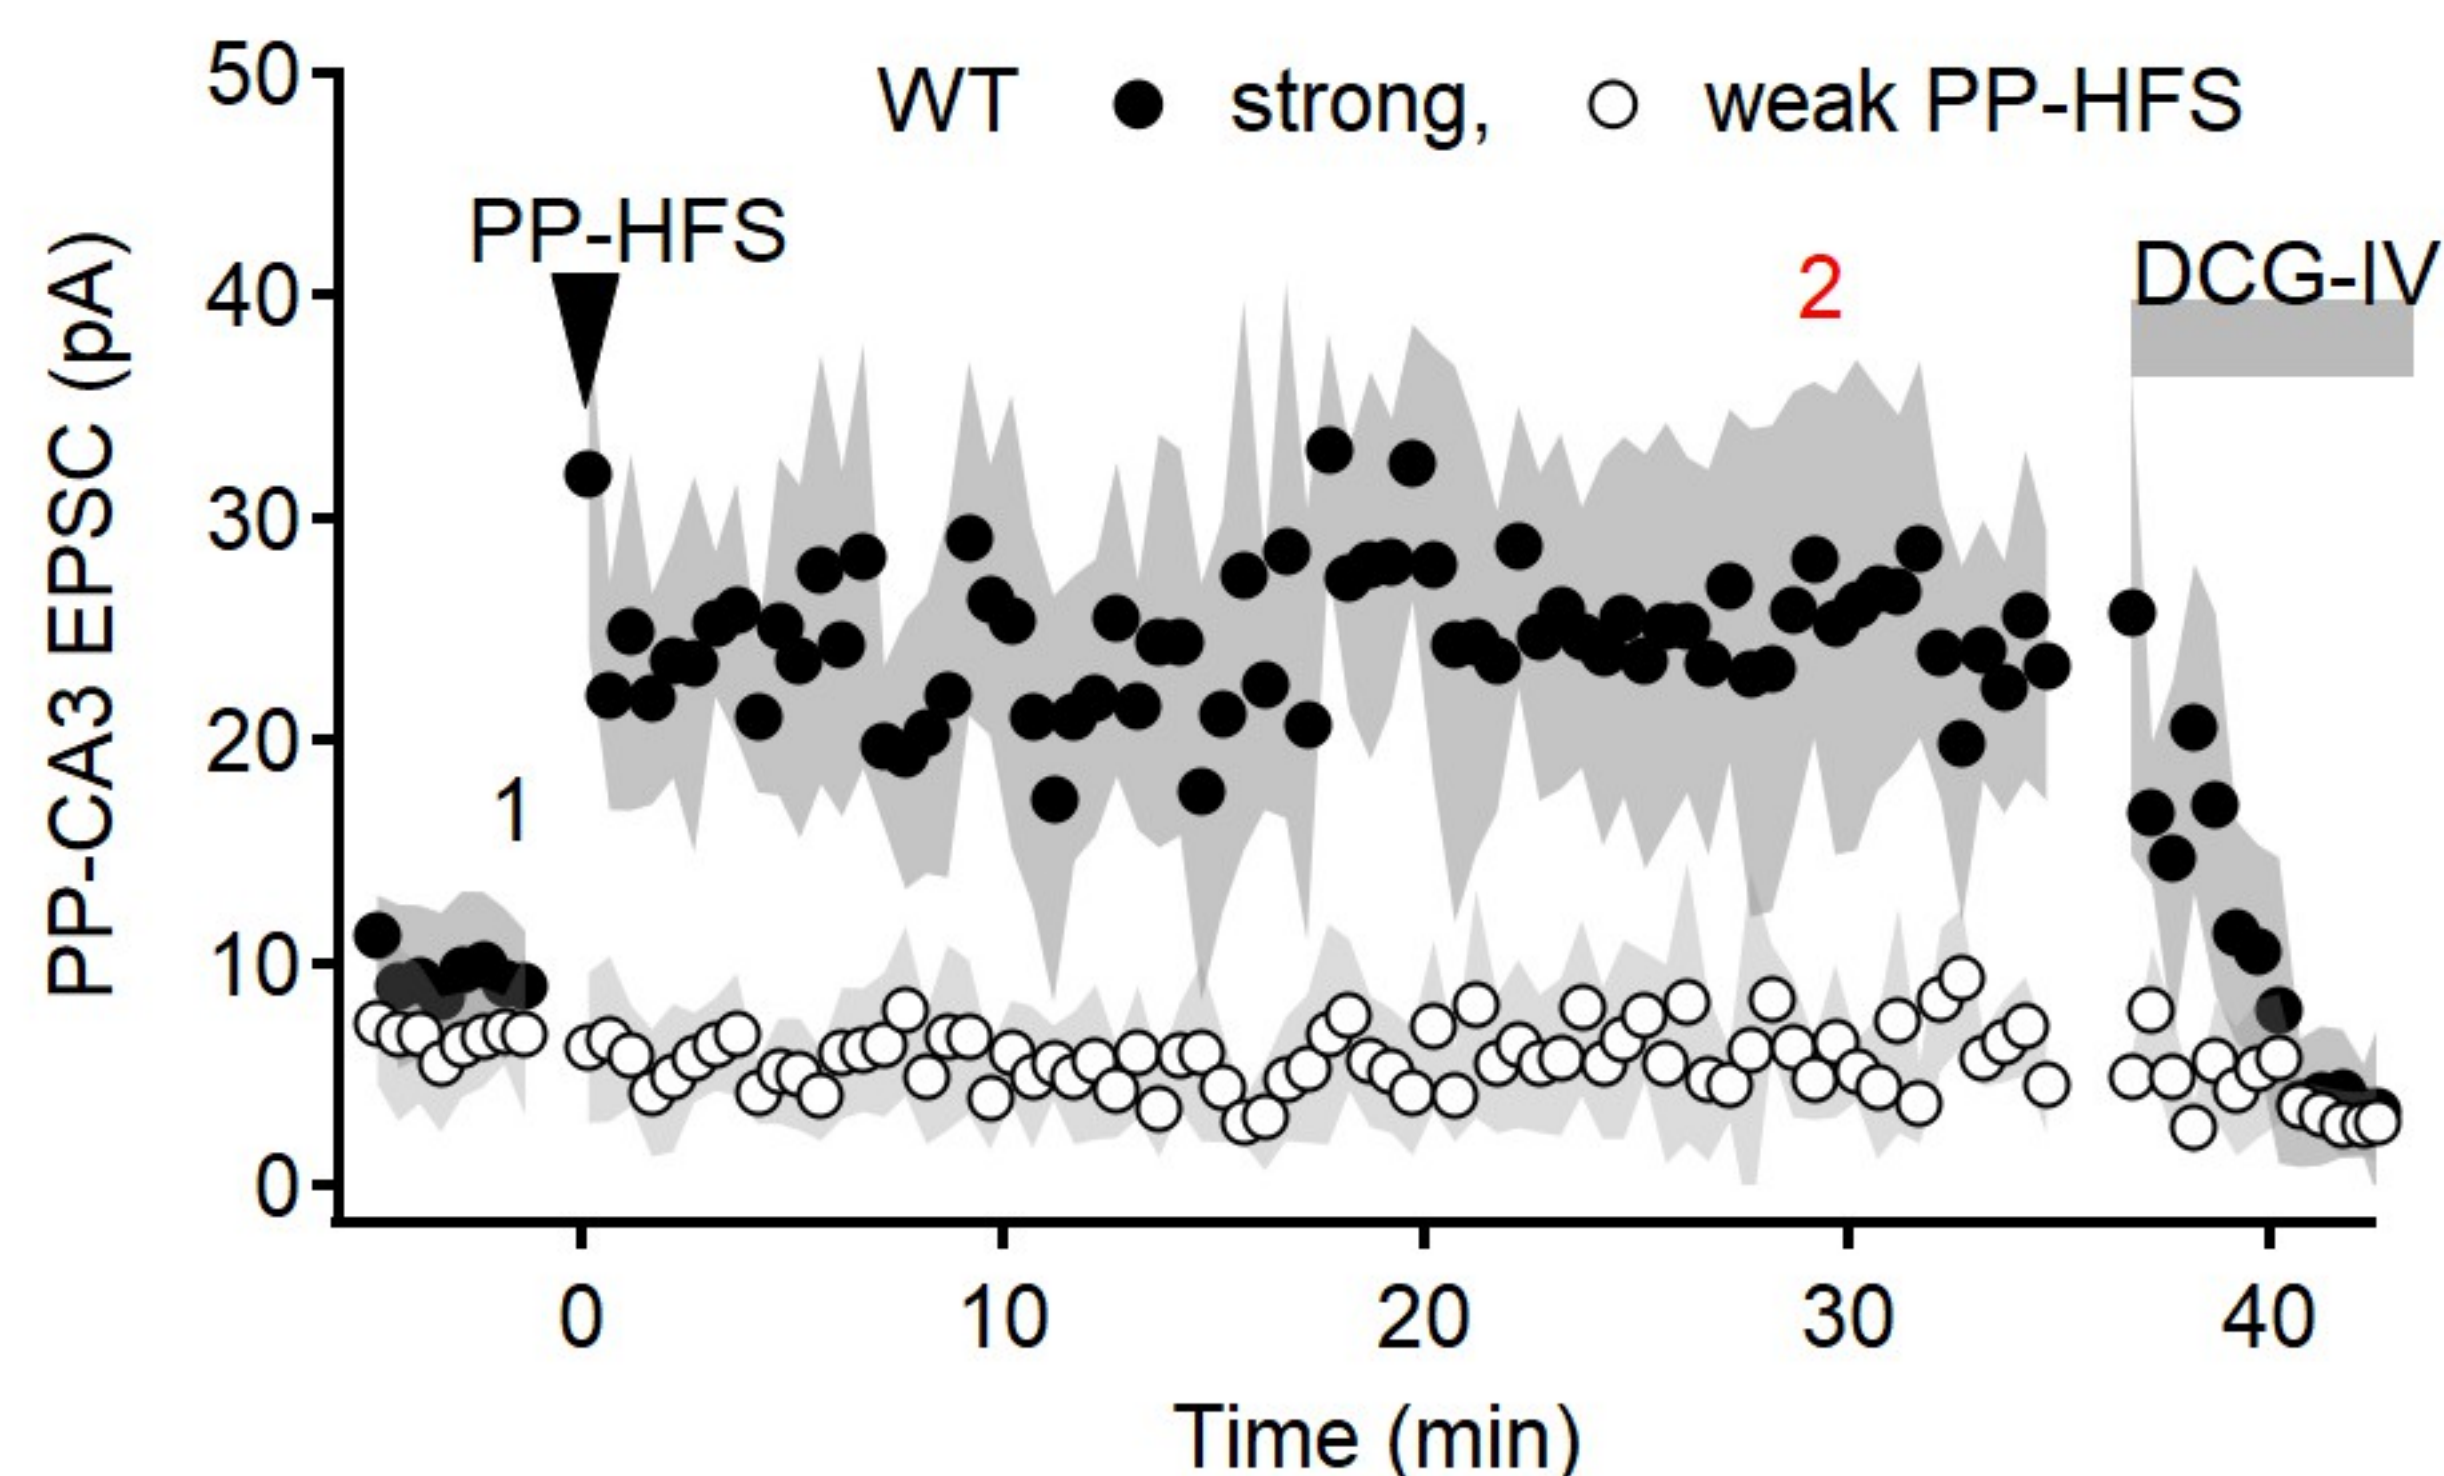 WT ● strong, ○ weak PP-HFS
PP-HFS
DCG-IV
1
2
PP-CA3 EPSC (pA)
50
40
30
20
10
0
0 10 20 30 40
Time (min)